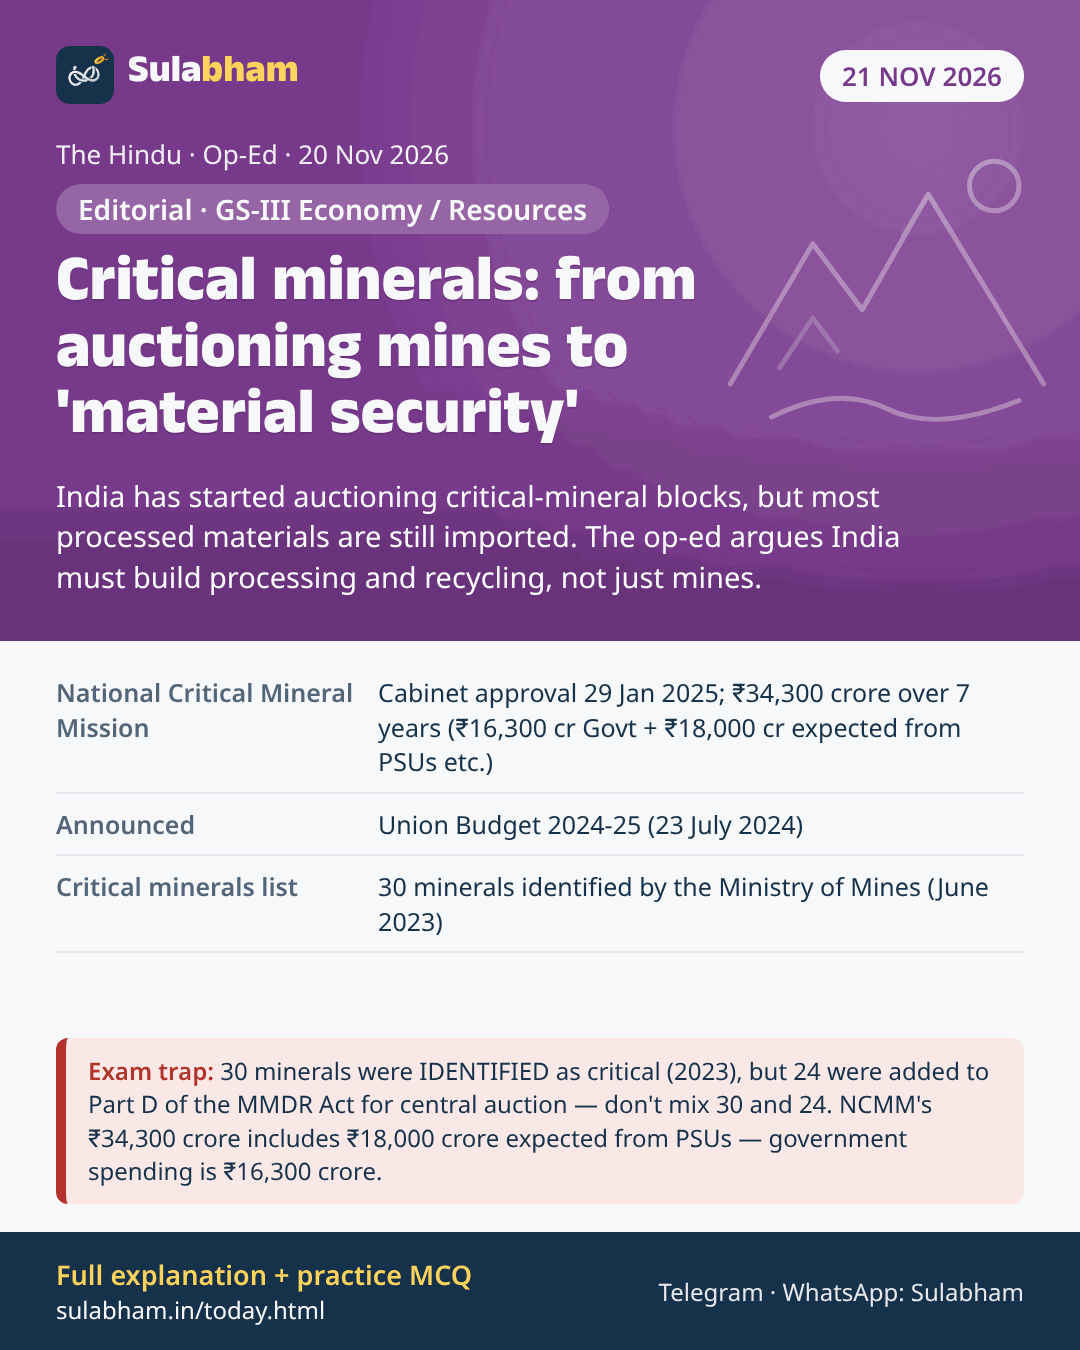 Sulabham
21 NOV 2026
The Hindu · Op-Ed · 20 Nov 2026
Editorial · GS-III Economy / Resources
Critical minerals: from
auctioning mines to
'material security'
India has started auctioning critical-mineral blocks, but most
processed materials are still imported. The op-ed argues India
must build processing and recycling, not just mines.
National Critical Mineral
Mission
Cabinet approval 29 Jan 2025; ₹34,300 crore over 7
years (₹16,300 cr Govt + ₹18,000 cr expected from
PSUs etc.)
Announced
Union Budget 2024-25 (23 July 2024)
Critical minerals list
30 minerals identified by the Ministry of Mines (June
2023)
Exam trap: 30 minerals were IDENTIFIED as critical (2023), but 24 were added to
Part D of the MMDR Act for central auction — don't mix 30 and 24. NCMM's
₹34,300 crore includes ₹18,000 crore expected from PSUs — government
spending is ₹16,300 crore.
Full explanation + practice MCQ
sulabham.in/today.html
Telegram · WhatsApp: Sulabham